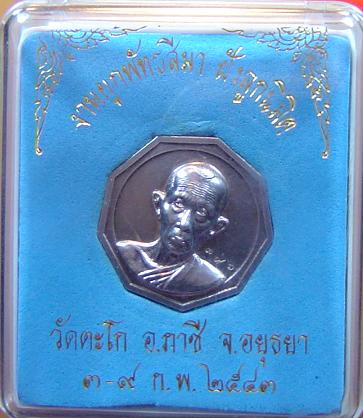 งานผูกพัทธสีมา ฝังลูกนิมิต
วัดตะโก อ.ภาชี จ.อยุธยา
๓-๙ ก.พ. ๒๕๔๓